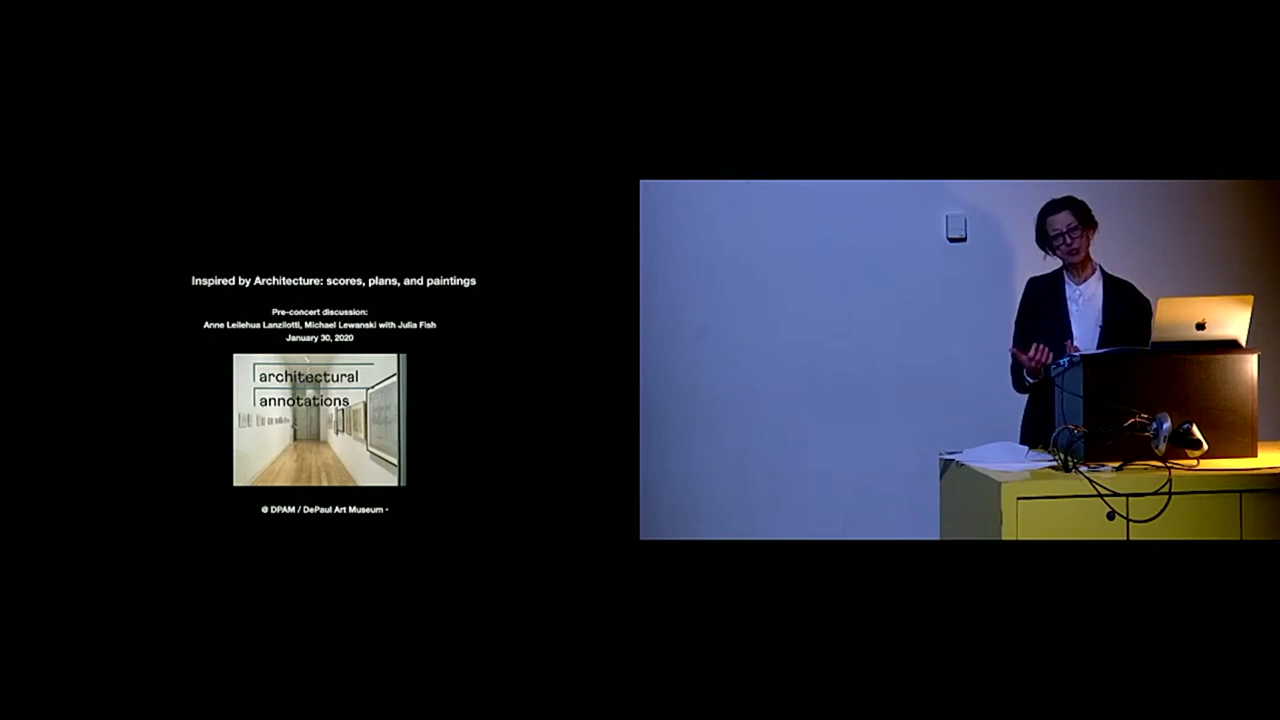 Inspired by Architecture: scores, plans, and paintings
Pre-concert discussion:
Anne Leilehua Lanzilotti, Michael Lewanski with Julia Fish
January 30, 2020
architectural
annotations
@ DPAM / DePaul Art Museum -